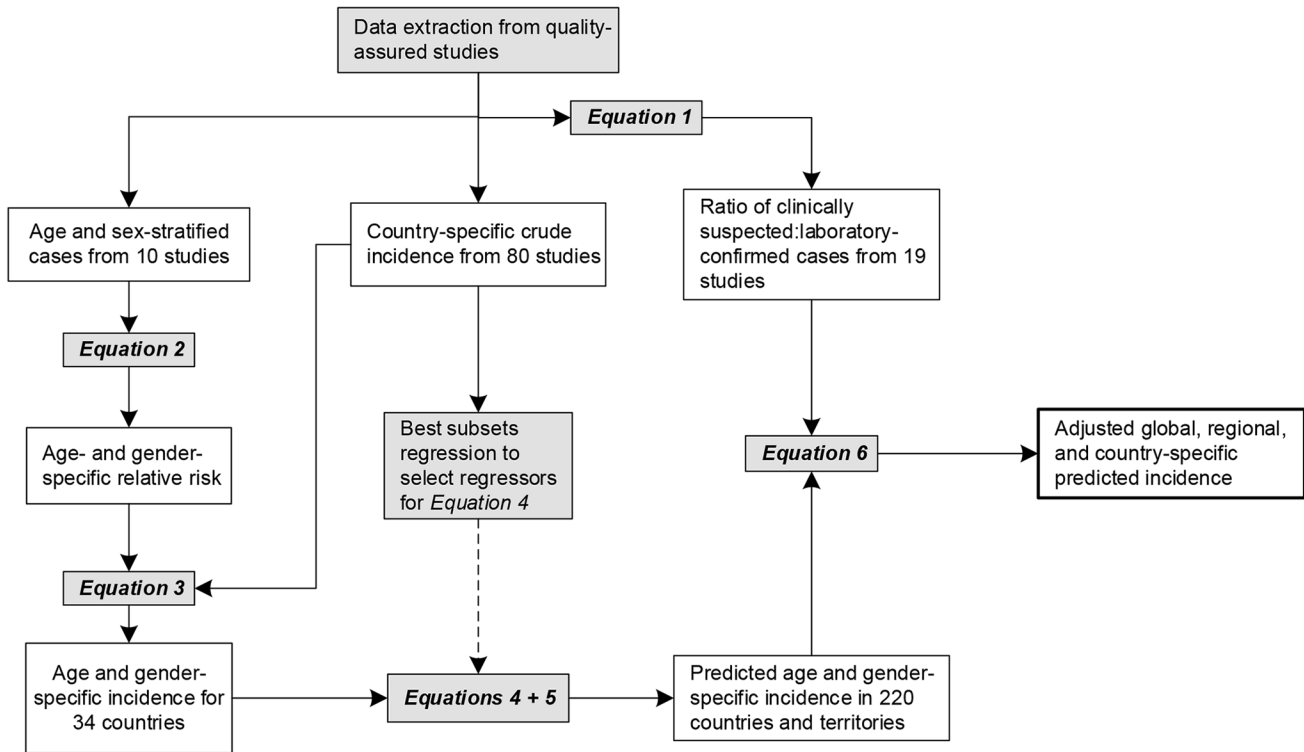 Data extraction from quality-
assured studies
Equation 1
Age and sex-stratified
cases from 10 studies
Country-specific crude
incidence from 80 studies
Ratio of clinically
suspected:laboratory-
confirmed cases from 19
studies
Equation 2
Age- and gender-
specific relative risk
Best subsets
regression to
select regressors
for Equation 4
Equation 6
Adjusted global, regional,
and country-specific
predicted incidence
Equation 3
Age and gender-
specific incidence for
34 countries
Equations 4 + 5
Predicted age and gender-
specific incidence in 220
countries and territories